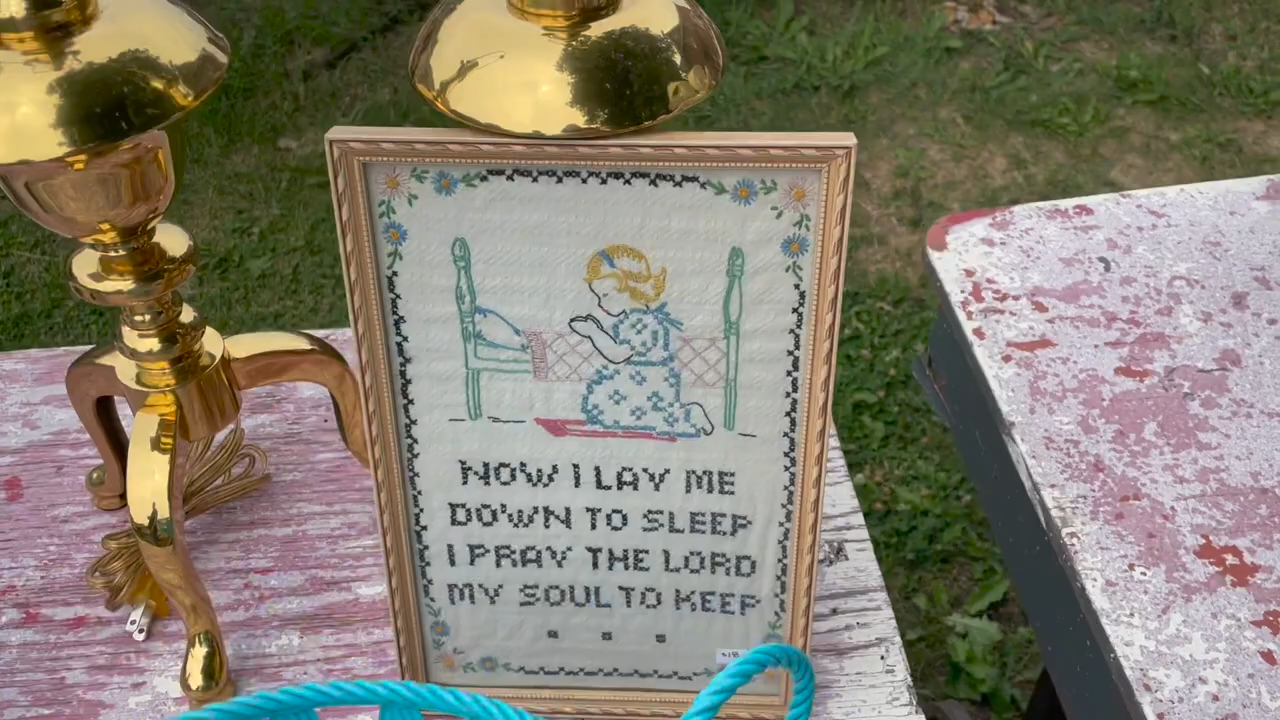 NOW I LAY ME
DOWN TO SLEEP
I PRAY THE LORD
MY SOUL TO KEEP